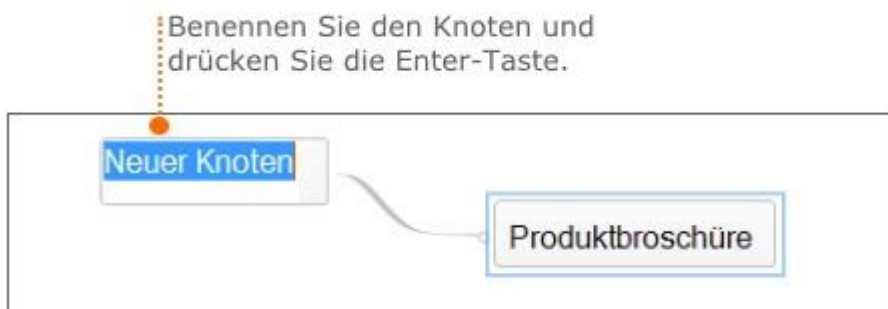 Benennen Sie den Knoten und
drücken Sie die Enter-Taste.
Neuer Knoten
Produktbroschüre